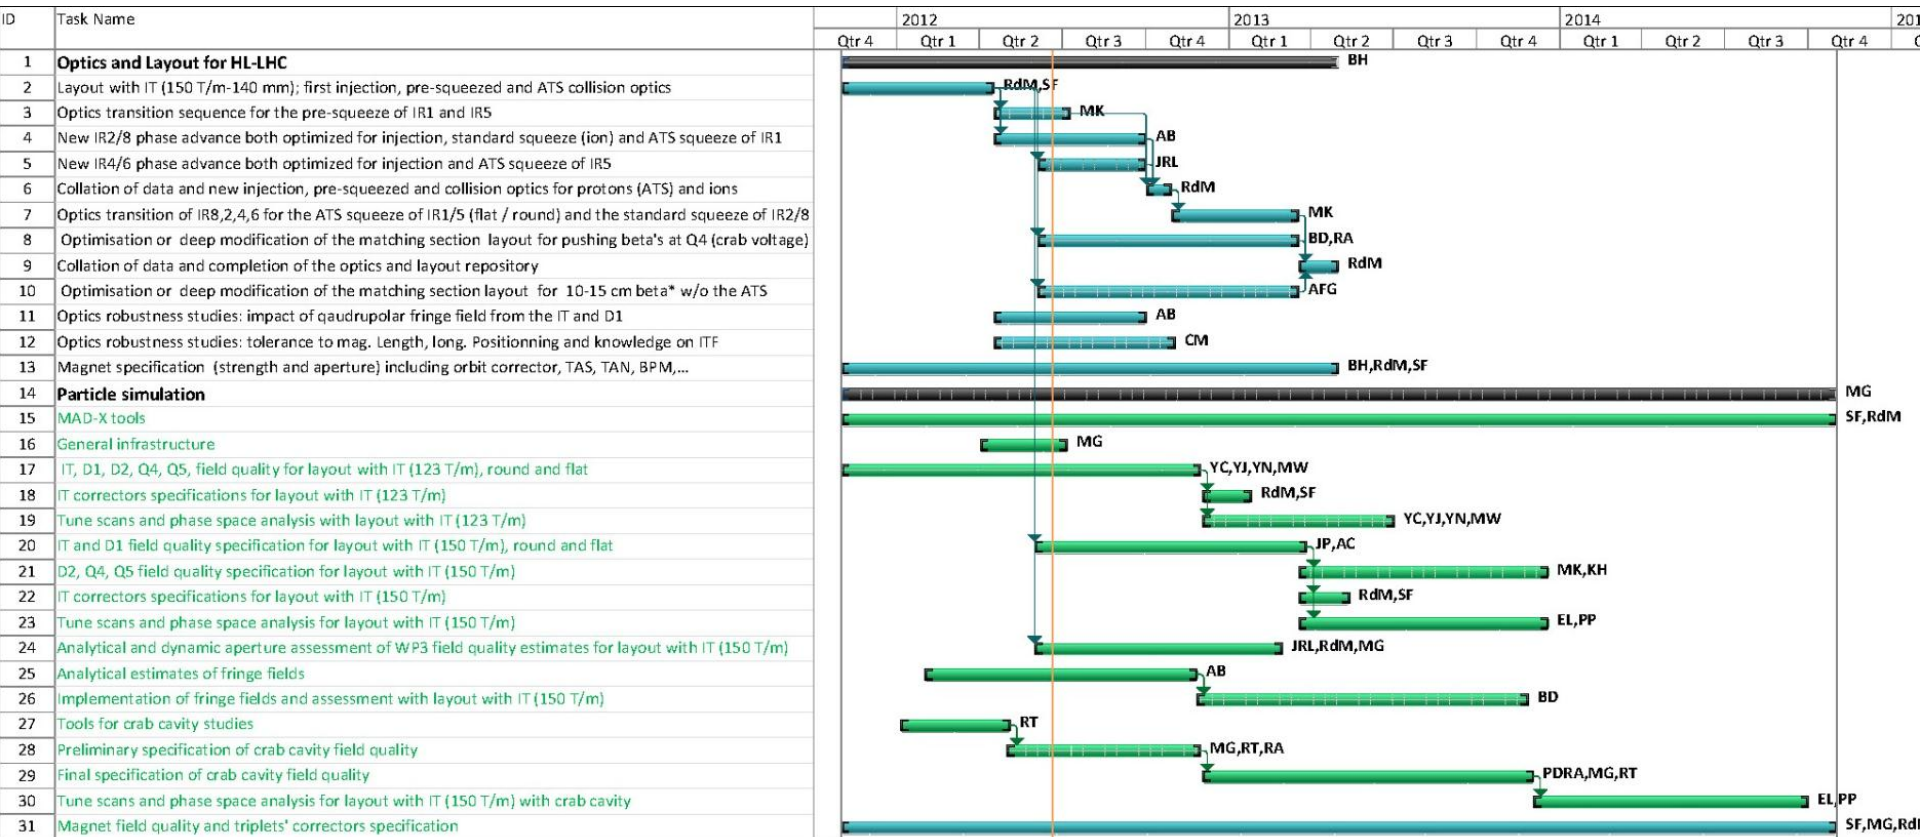 ID Task Name 2012 2013 2014 201
Qtr 4 Qtr 1 Qtr 2 Qtr 3 Qtr 4 Qtr 1 Qtr 2 Qtr 3 Qtr 4 Qtr 1 Qtr 2 Qtr 3 Qtr 4
1 Optics and Layout for HL-LHC BH
2 Layout with IT (150 T/m-140 mm); first injection, pre-squeezed and ATS collision optics RdM,SF
3 Optics transition sequence for the pre-squeeze of IR1 and IR5 MK
4 New IR2/8 phase advance both optimized for injection, standard squeeze (ion) and ATS squeeze of IR1 AB
5 New IR4/6 phase advance both optimized for injection and ATS squeeze of IR5 JRL
6 Collation of data and new injection, pre-squeezed and collision optics for protons (ATS) and ions RdM
7 Optics transition of IR8,2,4,6 for the ATS squeeze of IR1/5 (flat / round) and the standard squeeze of IR2/8 MK
8 Optimisation or deep modification of the matching section layout for pushing beta's at Q4 (crab voltage) BD,RA
9 Collation of data and completion of the optics and layout repository RdM
10 Optimisation or deep modification of the matching section layout for 10-15 cm beta* w/o the ATS AFG
11 Optics robustness studies: impact of qaudrupolar fringe field from the IT and D1 AB
12 Optics robustness studies: tolerance to mag. Length, long. Positionning and knowledge on ITF CM
13 Magnet specification (strength and aperture) including orbit corrector, TAS, TAN, BPM,... BH,RdM,SF
14 Particle simulation MG
15 MAD-X tools SF,RdM
16 General infrastructure MG
17 IT, D1, D2, Q4, Q5, field quality for layout with IT (123 T/m), round and flat YC,YJ,YN,MW
18 IT correctors specifications for layout with IT (123 T/m) RdM,SF
19 Tune scans and phase space analysis with layout with IT (123 T/m) YC,YJ,YN,MW
20 IT and D1 field quality specification for layout with IT (150 T/m), round and flat JP,AC
21 D2, Q4, Q5 field quality specification for layout with IT (150 T/m) MK,KH
22 IT correctors specifications for layout with IT (150 T/m) RdM,SF
23 Tune scans and phase space analysis for layout with IT (150 T/m) EL,PP
24 Analytical and dynamic aperture assessment of WP3 field quality estimates for layout with IT (150 T/m) JRL,RdM,MG
25 Analytical estimates of fringe fields AB
26 Implementation of fringe fields and assessment with layout with IT (150 T/m) BD
27 Tools for crab cavity studies RT
28 Preliminary specification of crab cavity field quality MG,RT,RA
29 Final specification of crab cavity field quality PDRA,MG,RT
30 Tune scans and phase space analysis for layout with IT (150 T/m) with crab cavity EL,PP
31 Magnet field quality and triplets' correctors specification SF,MG,Rd